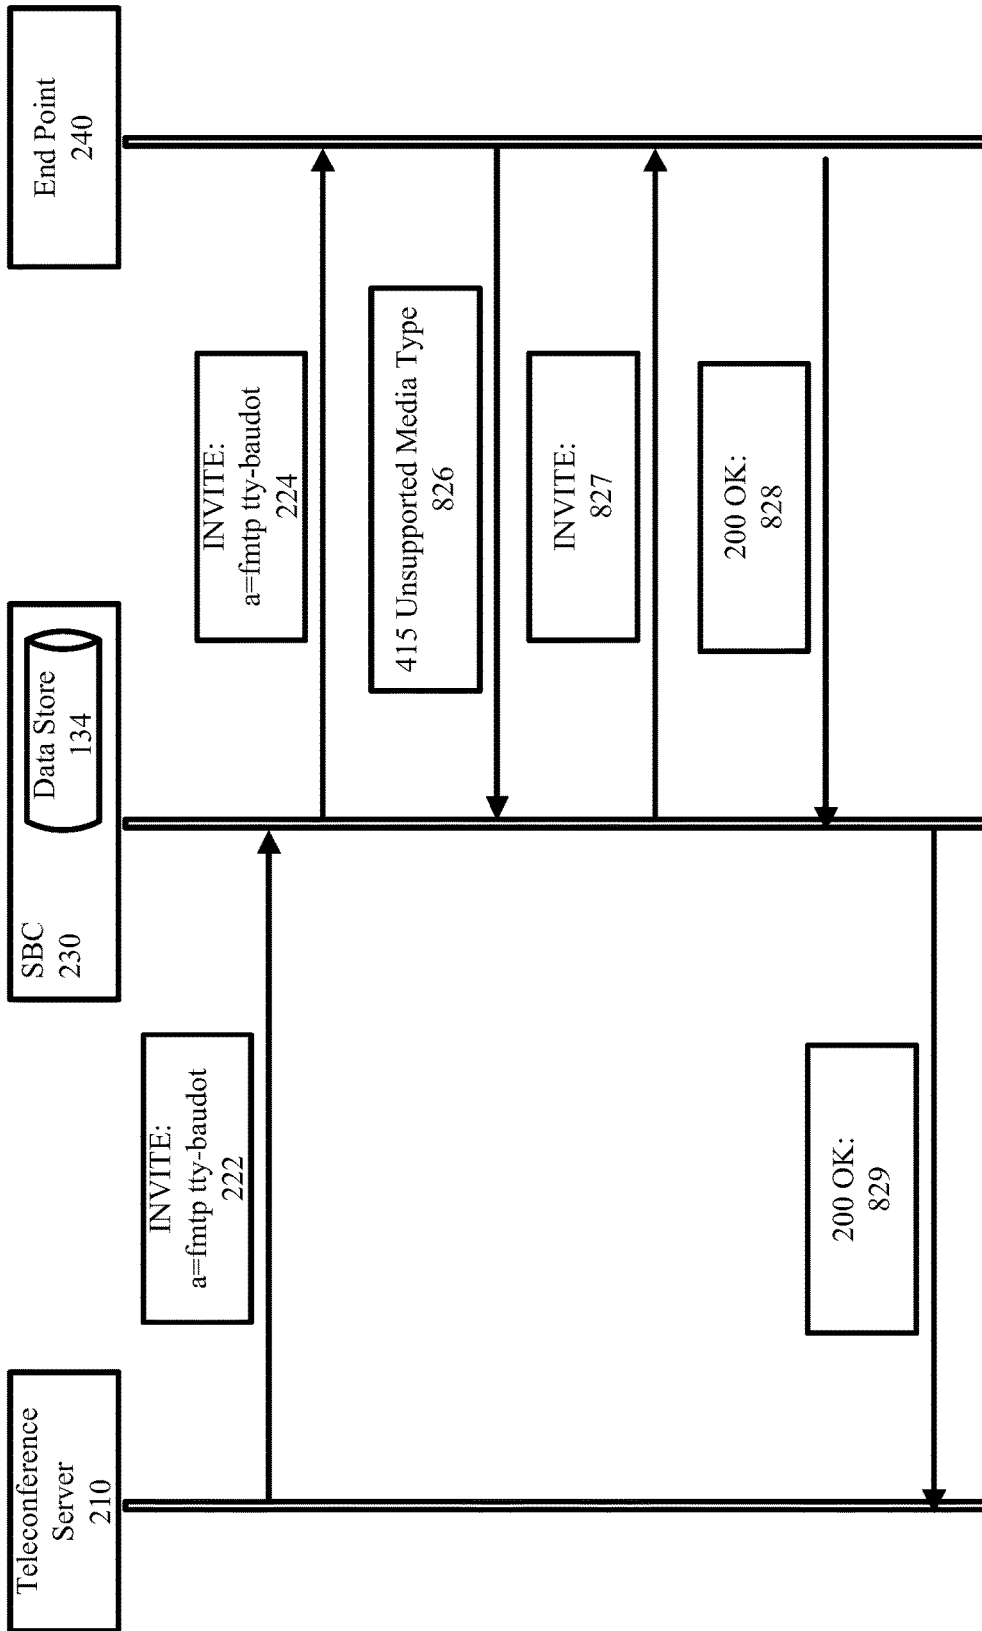 Teleconference
Server
210
SBC
230
Data Store
134
End Point
240
INVITE:
a=fmtp tty-baudot
222
INVITE:
a=fmtp tty-baudot
224
415 Unsupported Media Type
826
INVITE:
827
200 OK:
828
200 OK:
829